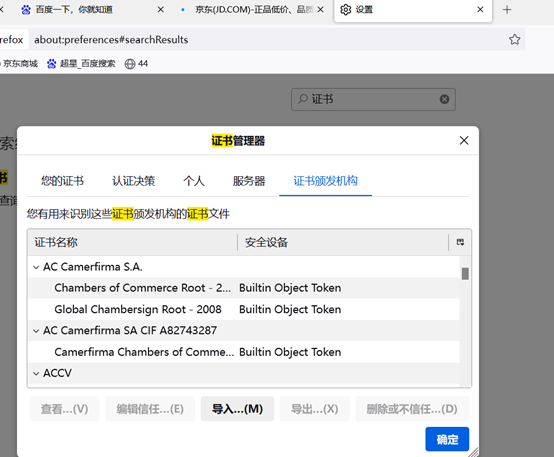 百度一下，你就知道
京东(JD.COM)-正品低价、品质
设置
refox
about:preferences#searchResults
京东商城
超星_百度搜索
44
证书
证书管理器
您的证书
认证决策
个人
服务器
证书颁发机构
您有用来识别这些证书颁发机构的证书文件
证书名称
安全设备
AC Camerfirma S.A.
Chambers of Commerce Root - 2... Builtin Object Token
Global Chambersign Root - 2008 Builtin Object Token
AC Camerfirma SA CIF A82743287
Camerfirma Chambers of Comme... Builtin Object Token
ACCV
查看...(V)
编辑信任...(E)
导入...(M)
导出...(X)
删除或不信任...(D)
确定